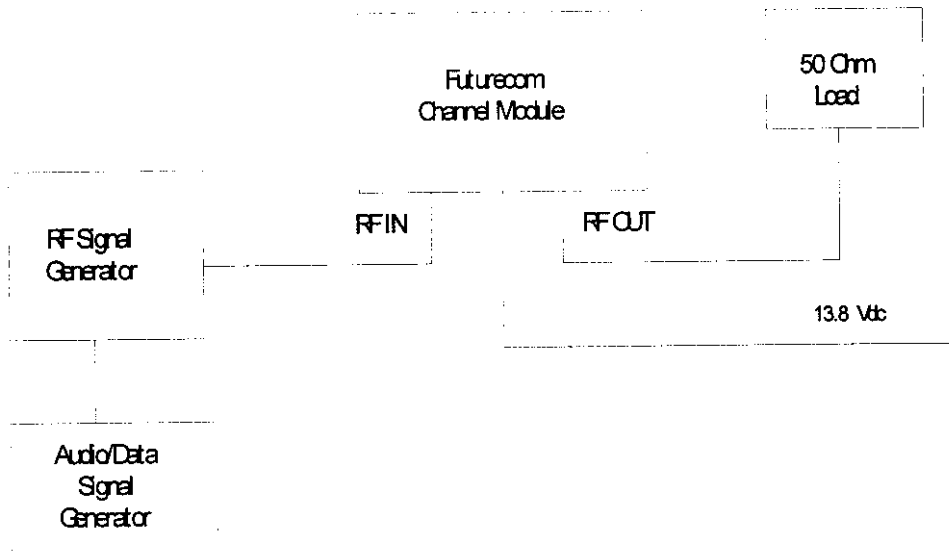 Futurecom
Channel Module
50 Ohm
Load
RF IN
RF OUT
RF Signal
Generator
13.8 Vdc
Audio/Data
Signal
Generator